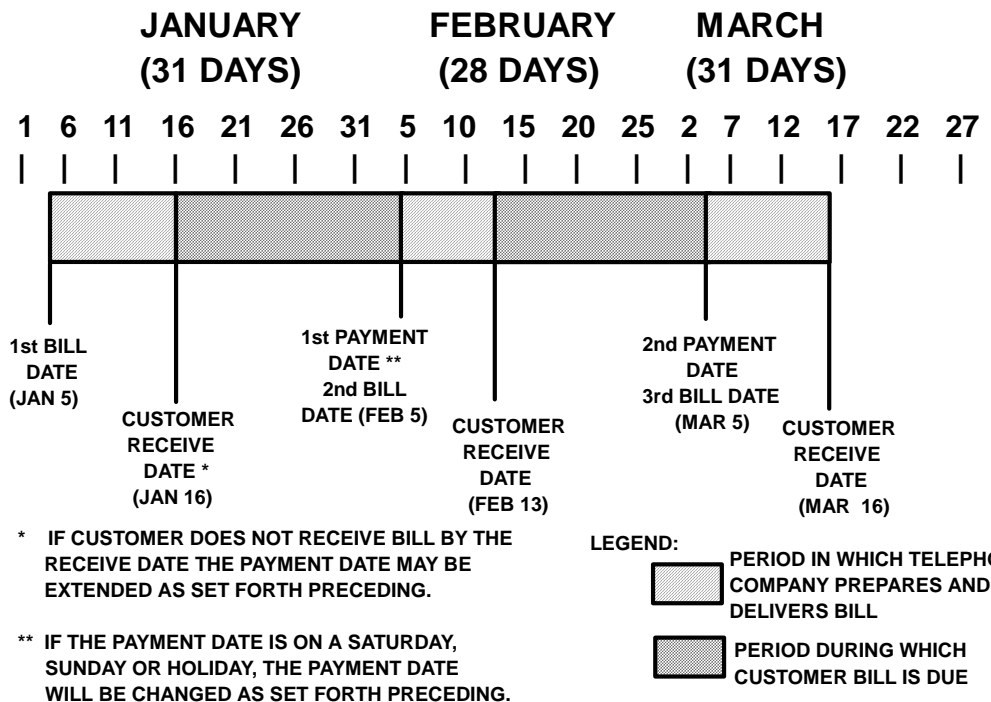 JANUARY FEBRUARY MARCH
(31 DAYS) (28 DAYS) (31 DAYS)
1 6 11 16 21 26 31 5 10 15 20 25 2 7 12 17 22 27
1st BILL
DATE
(JAN 5)
CUSTOMER
RECEIVE
DATE *
(JAN 16)
1st PAYMENT
DATE **
2nd BILL
DATE (FEB 5)
CUSTOMER
RECEIVE
DATE
(FEB 13)
2nd PAYMENT
DATE
3rd BILL DATE
(MAR 5)
CUSTOMER
RECEIVE
DATE
(MAR 16)
* IF CUSTOMER DOES NOT RECEIVE BILL BY THE
RECEIVE DATE THE PAYMENT DATE MAY BE
EXTENDED AS SET FORTH PRECEDING.
** IF THE PAYMENT DATE IS ON A SATURDAY,
SUNDAY OR HOLIDAY, THE PAYMENT DATE
WILL BE CHANGED AS SET FORTH PRECEDING.
LEGEND:
PERIOD IN WHICH TELEPHO
COMPANY PREPARES AND
DELIVERS BILL
PERIOD DURING WHICH
CUSTOMER BILL IS DUE